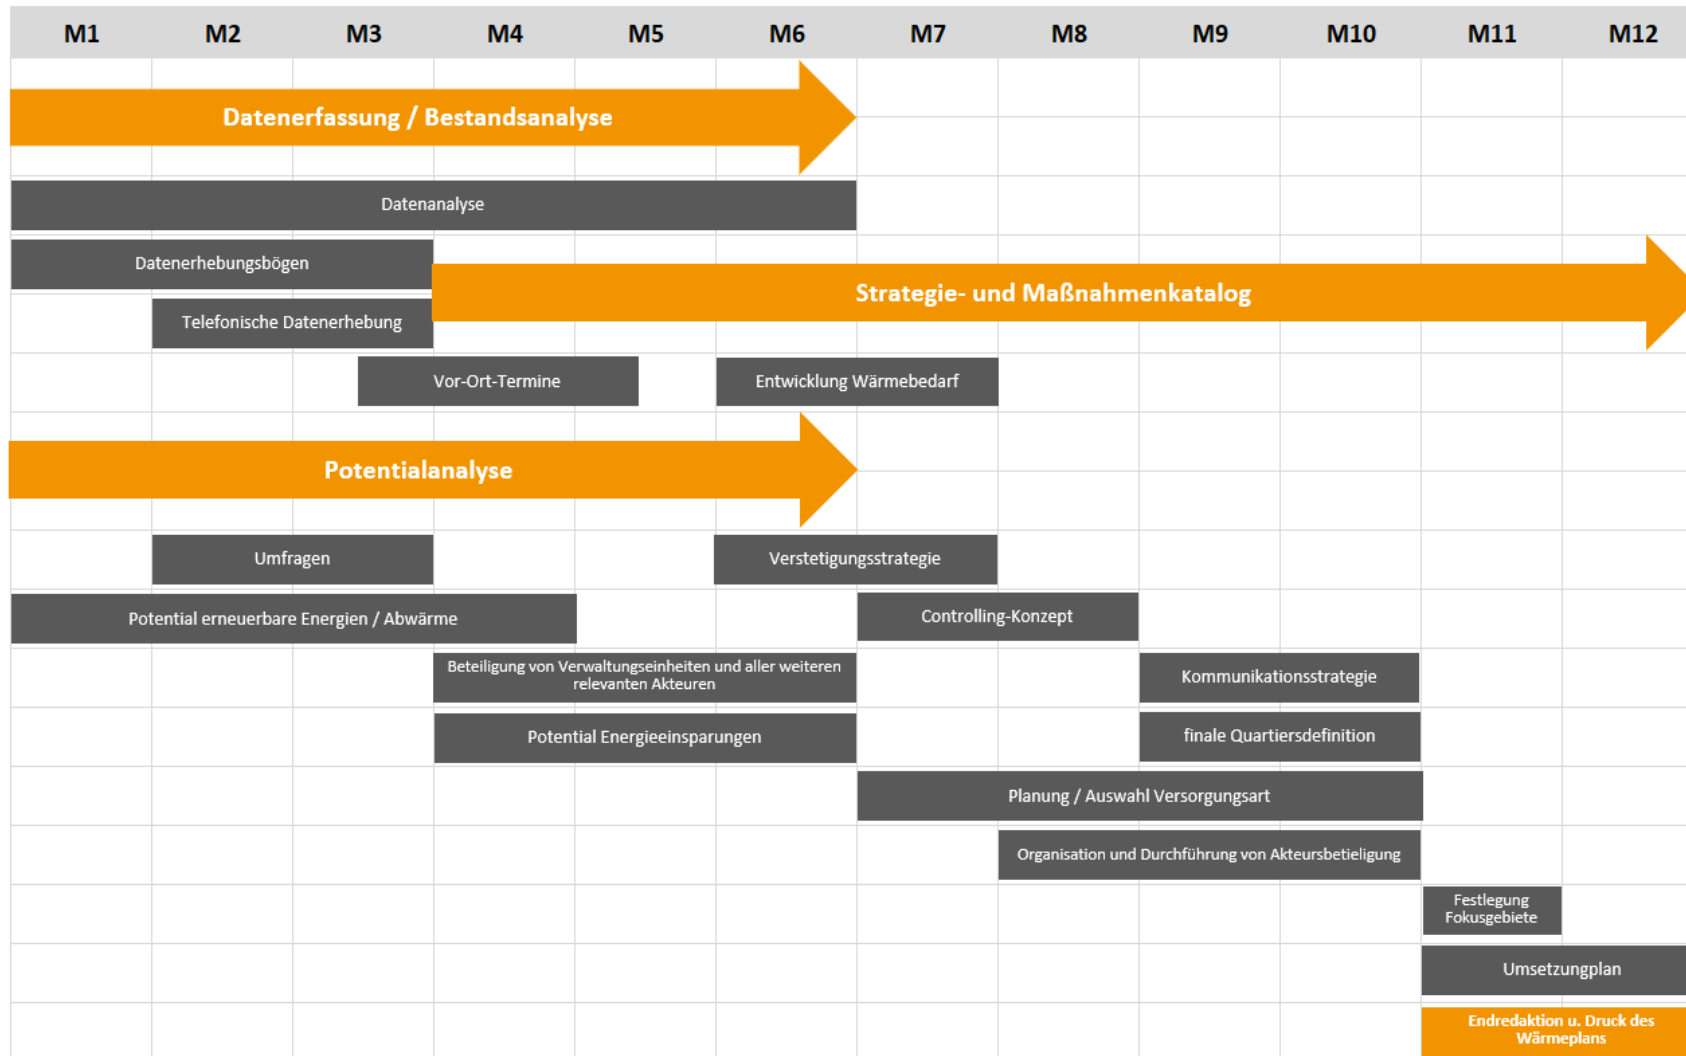 M1 M2 M3 M4 M5 M6 M7 M8 M9 M10 M11 M12
Datenerfassung / Bestandsanalyse
Datenanalyse
Datenerhebungsbögen
Strategie- und Maßnahmenkatalog
Telefonische Datenerhebung
Vor-Ort-Termine
Entwicklung Wärmebedarf
Potentialanalyse
Umfragen
Verstetigungsstrategie
Potential erneuerbare Energien / Abwärme
Controlling-Konzept
Beteiligung von Verwaltungseinheiten und aller weiteren
relevanten Akteuren
Kommunikationsstrategie
Potential Energieeinsparungen
finale Quartiersdefinition
Planung / Auswahl Versorgungsart
Organisation und Durchführung von Akteursbetieligung
Festlegung
Fokusgebiete
Umsetzungplan
Endredaktion u. Druck des
Wärmeplans